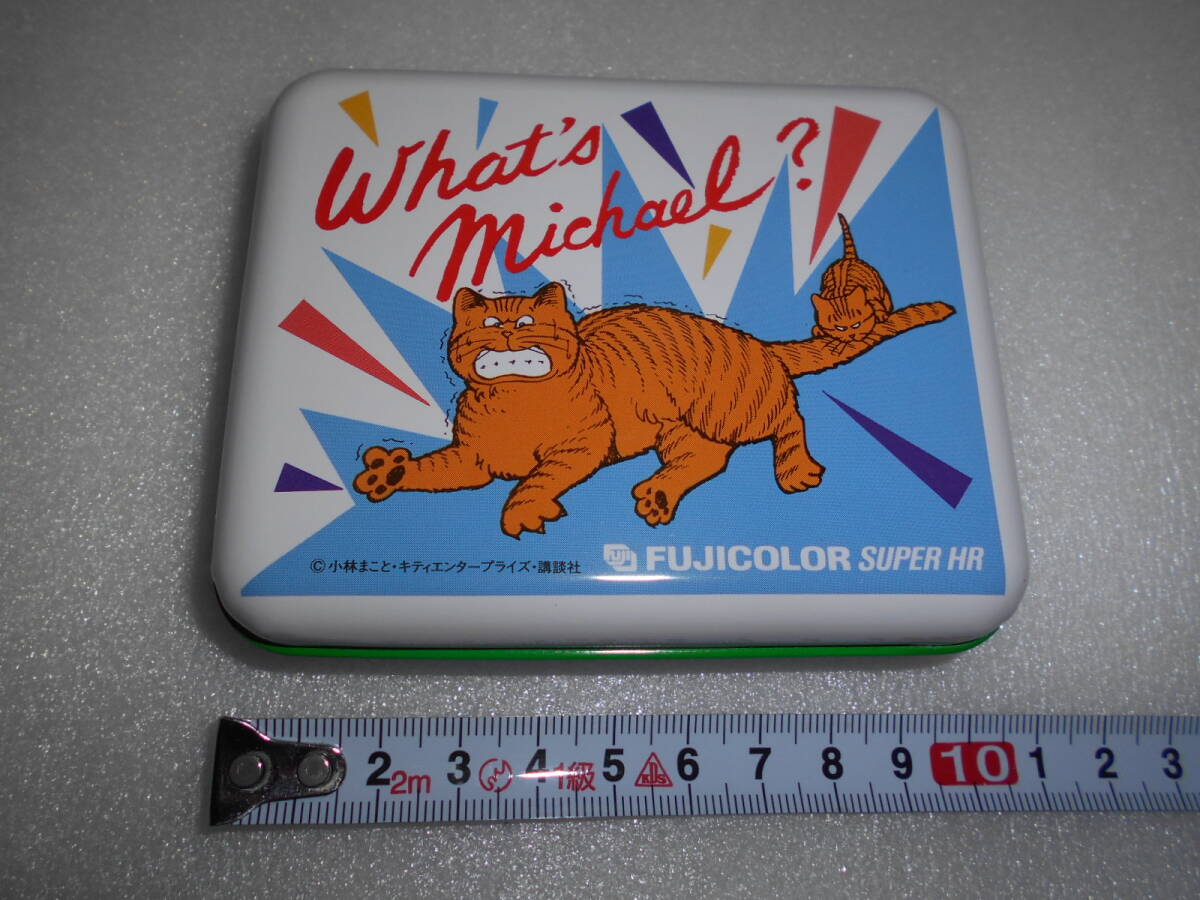 What's
Michael?
©小林まこと・キティエンタープライズ・講談社
FUJI FUJICOLOR SUPER HR
2 2m 3 4 1級 5 KDS 6 7 8 9 10 1 2 3